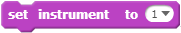 set instrument to 1